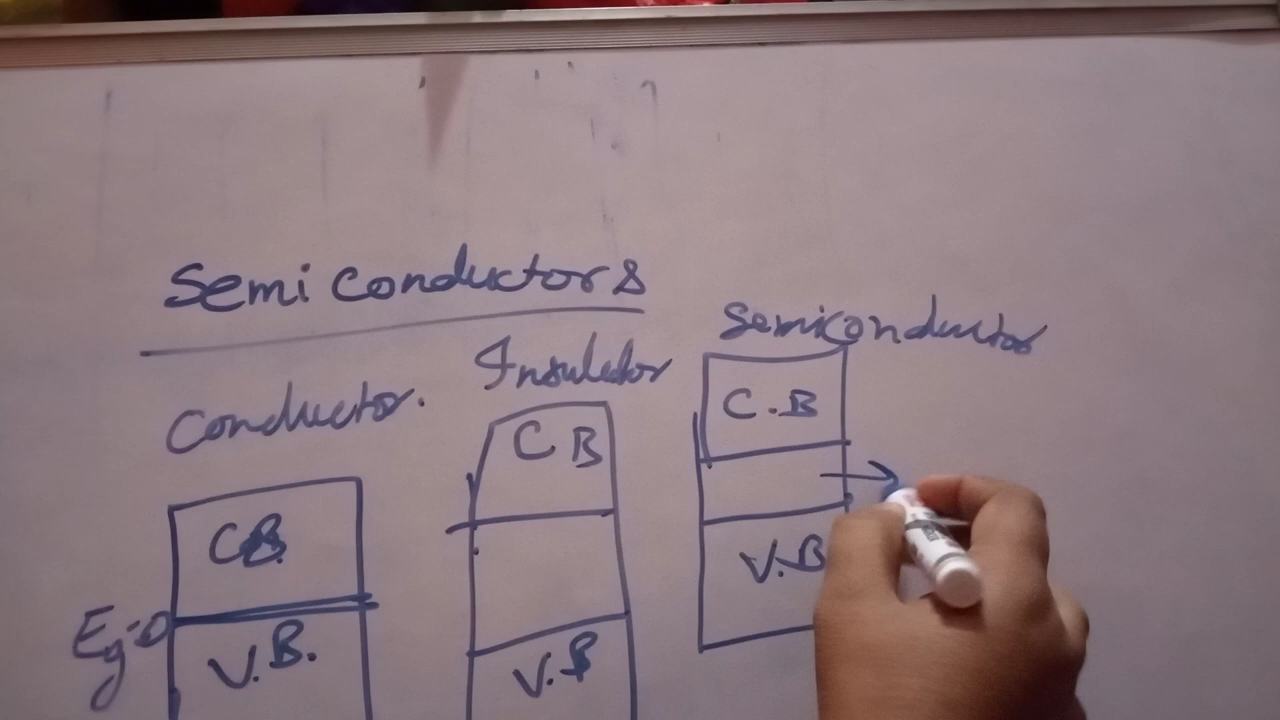 Semiconductors
Conductor.
Insulator
Semiconductor
CB.
Eg=0
V.B.
C B
V.B
C.B
V.B